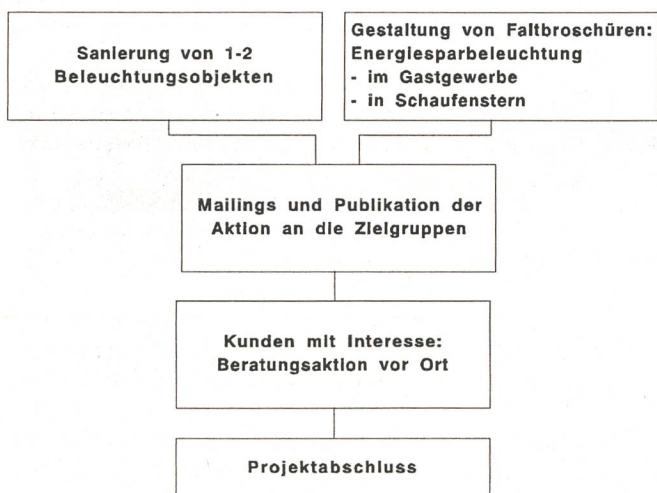 Sanierung von 1-2
Beleuchtungsobjekten
Gestaltung von Faltbroschüren:
Energiesparbeleuchtung
- im Gastgewerbe
- in Schaufenstern
Mailings und Publikation der
Aktion an die Zielgruppen
Kunden mit Interesse:
Beratungsaktion vor Ort
Projektabschluss